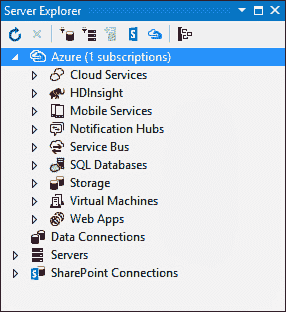 Server Explorer
Azure (1 subscriptions)
Cloud Services
HDInsight
Mobile Services
Notification Hubs
Service Bus
SQL Databases
Storage
Virtual Machines
Web Apps
Data Connections
Servers
SharePoint Connections